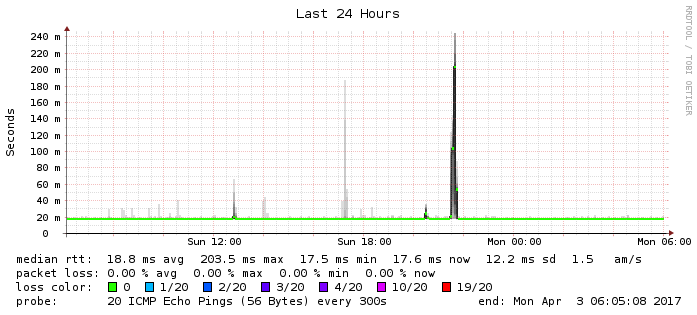 Last 24 Hours
RRDTOOL / TOBI OETIKER
Seconds
240 m
220 m
200 m
180 m
160 m
140 m
120 m
100 m
80 m
60 m
40 m
20 m
0
Sun 12:00 Sun 18:00 Mon 00:00 Mon 06:00
median rtt: 18.8 ms avg 203.5 ms max 17.5 ms min 17.6 ms now 12.2 ms sd 1.5 am/s
packet loss: 0.00 % avg 0.00 % max 0.00 % min 0.00 % now
loss color: 0 1/20 2/20 3/20 4/20 10/20 19/20
probe: 20 ICMP Echo Pings (56 Bytes) every 300s end: Mon Apr 3 06:05:08 2017